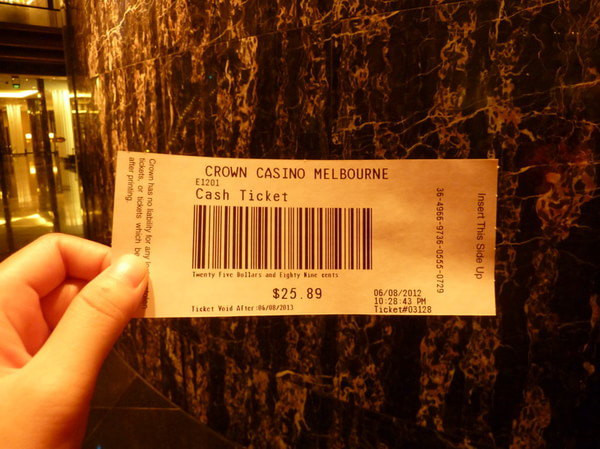 CROWN CASINO MELBOURNE
E1201
Cash Ticket
Twenty Five Dollars and Eighty Nine cents
$25.89
Ticket Void After 06/08/2013
06/08/2012
10:28:43 PM
Ticket#03128
36-4966-9736-0555-0729
Insert This Side Up
Crown has no liability for any
tickets, or tickets which be
after printing.